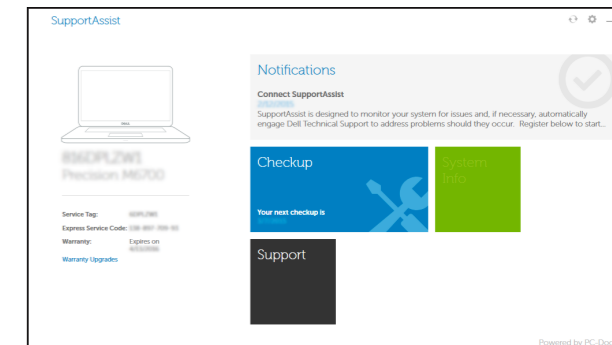 SupportAssist
Notifications
Connect SupportAssist
SupportAssist is designed to monitor your system for issues and, if necessary, automatically
engage Dell Technical Support to address problems should they occur. Register below to start...
Precision M6700
Checkup
System
Info
Your next checkup is
Service Tag:
Express Service Code:
Warranty: Expires on
Warranty Upgrades
Support
Powered by PC-Doc